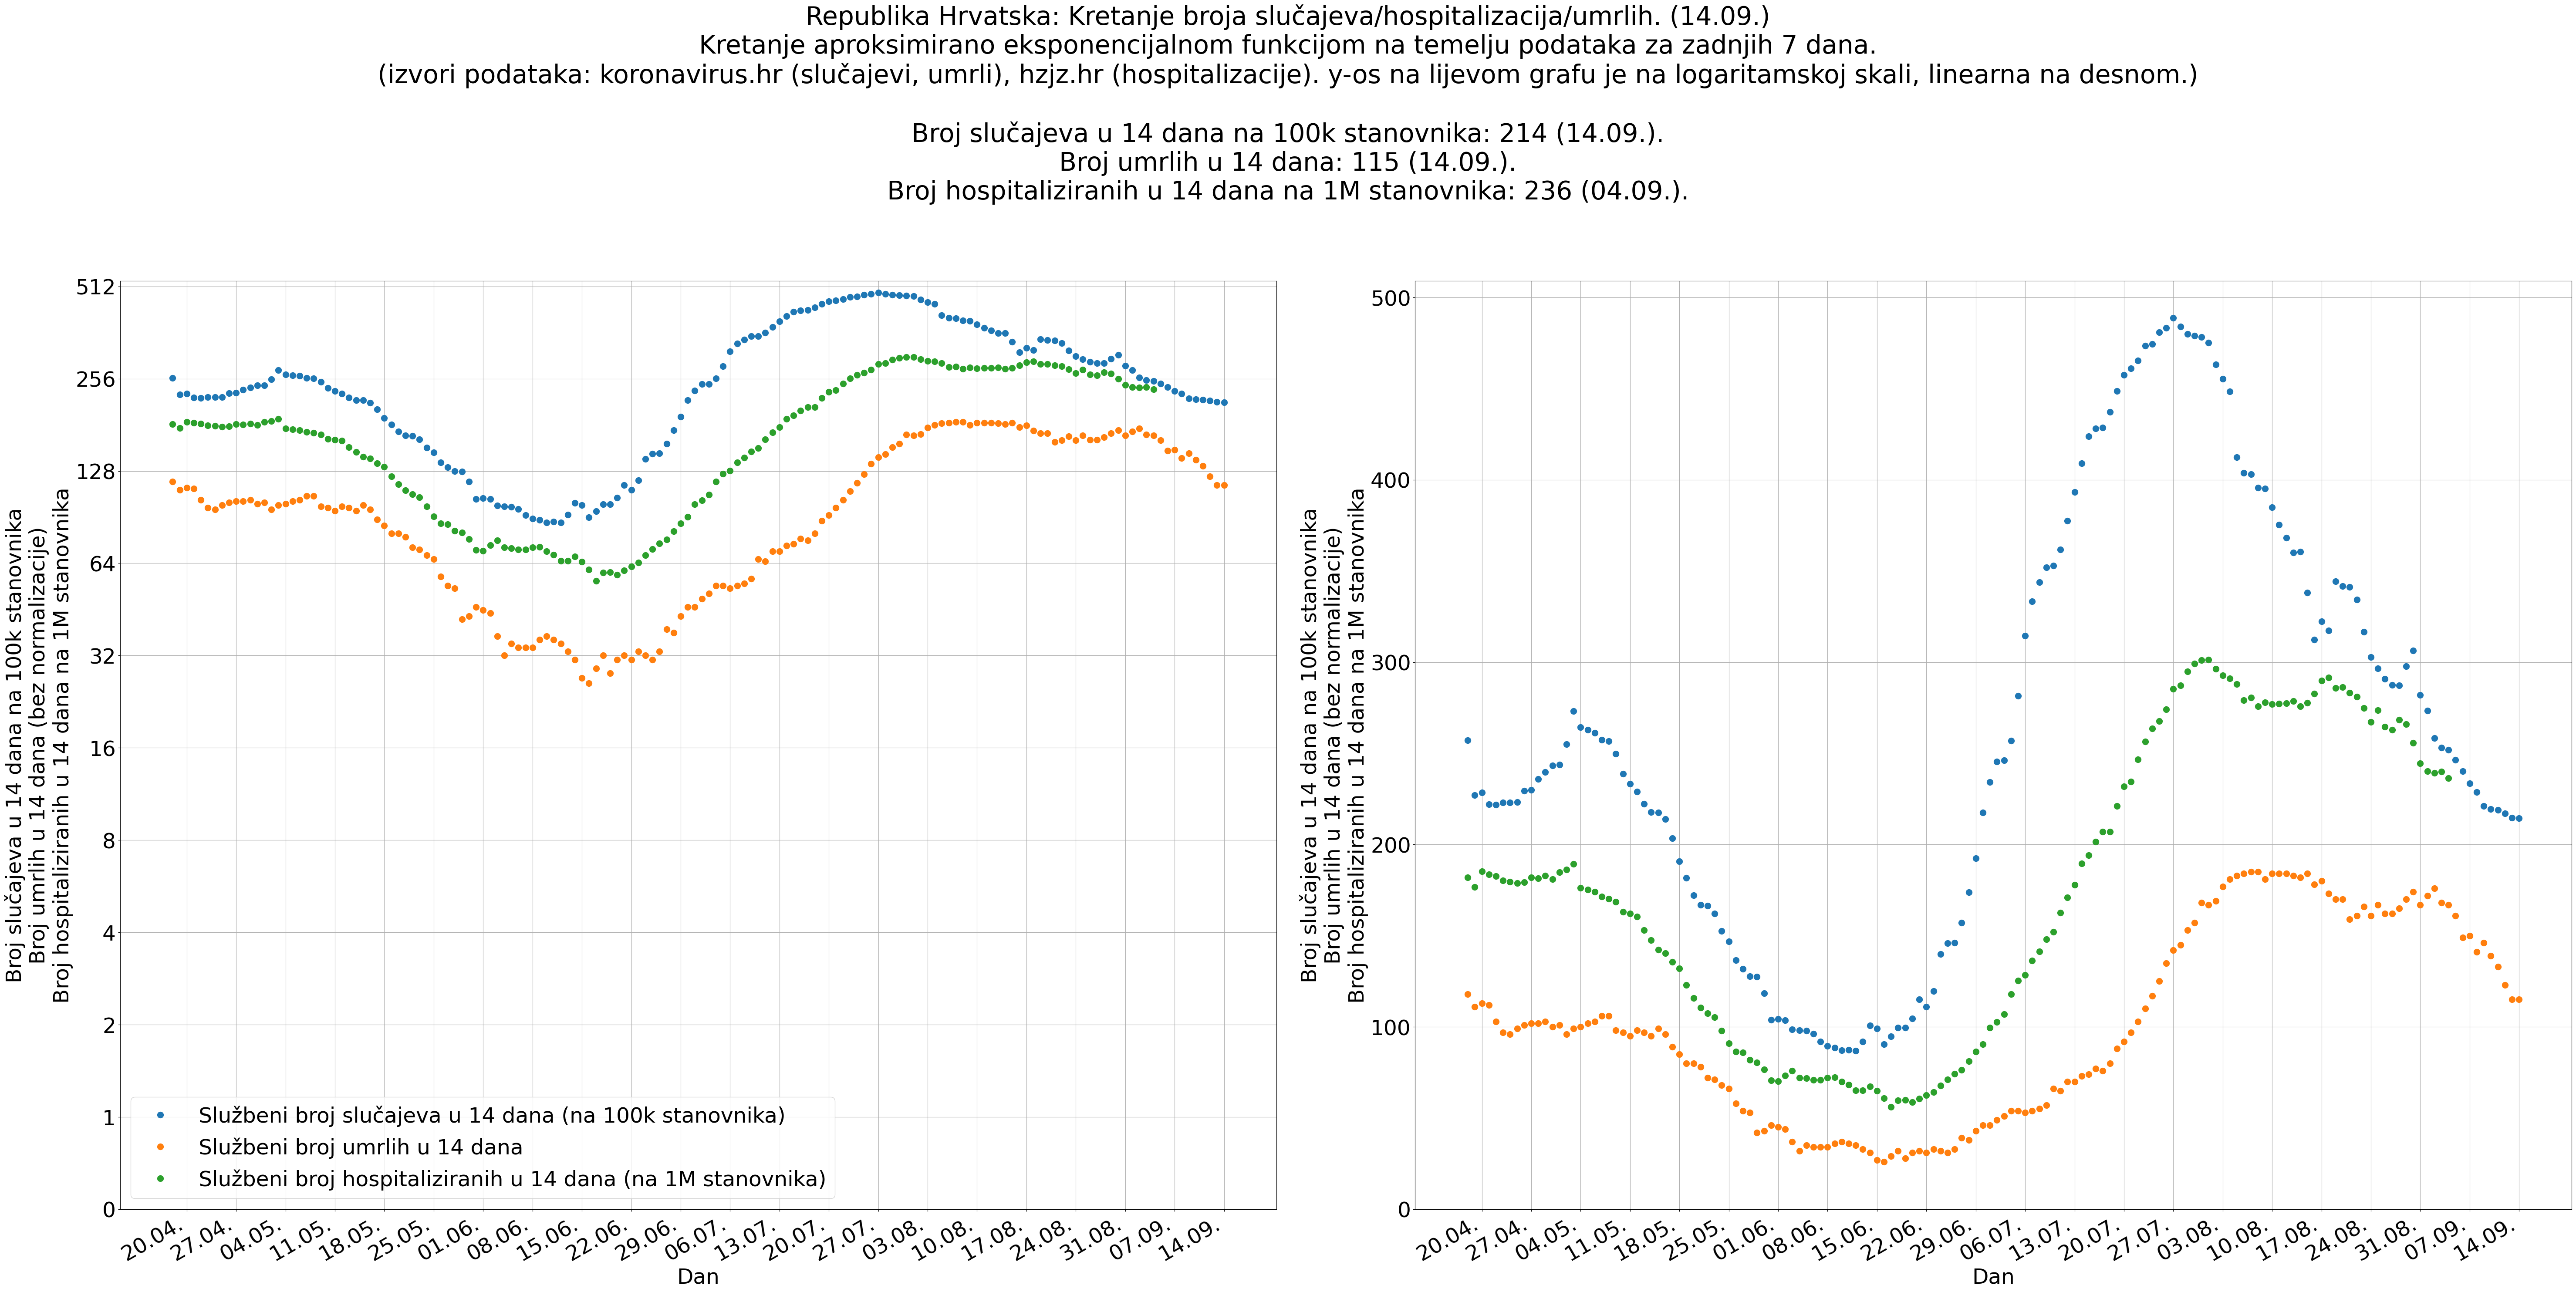 Republika Hrvatska: Kretanje broja slučajeva/hospitalizacija/umrlih. (14.09.)
Kretanje aproksimirano eksponencijalnom funkcijom na temelju podataka za zadnjih 7 dana.
(izvori podataka: koronavirus.hr (slučajevi, umrli), hzjz.hr (hospitalizacije). y-os na lijevom grafu je na logaritamskoj skali, linearna na desnom.)
Broj slučajeva u 14 dana na 100k stanovnika: 214 (14.09.).
Broj umrlih u 14 dana: 115 (14.09.).
Broj hospitaliziranih u 14 dana na 1M stanovnika: 236 (04.09.).
Broj slučajeva u 14 dana na 100k stanovnika
Broj umrlih u 14 dana (bez normalizacije)
Broj hospitaliziranih u 14 dana na 1M stanovnika
512
256
128
64
32
16
8
4
2
1
0
Službeni broj slučajeva u 14 dana (na 100k stanovnika)
Službeni broj umrlih u 14 dana
Službeni broj hospitaliziranih u 14 dana (na 1M stanovnika)
20.04. 27.04. 04.05. 11.05. 18.05. 25.05. 01.06. 08.06. 15.06. 22.06. 29.06. 06.07. 13.07. 20.07. 27.07. 03.08. 10.08. 17.08. 24.08. 31.08. 07.09. 14.09.
Dan
Broj slučajeva u 14 dana na 100k stanovnika
Broj umrlih u 14 dana (bez normalizacije)
Broj hospitaliziranih u 14 dana na 1M stanovnika
500
400
300
200
100
0
20.04. 27.04. 04.05. 11.05. 18.05. 25.05. 01.06. 08.06. 15.06. 22.06. 29.06. 06.07. 13.07. 20.07. 27.07. 03.08. 10.08. 17.08. 24.08. 31.08. 07.09. 14.09.
Dan